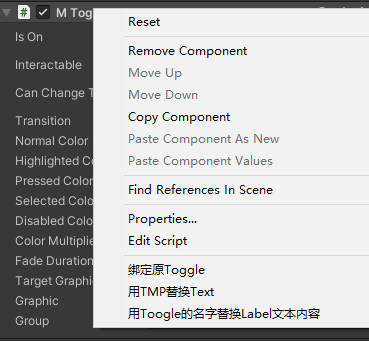 M Tog
Is On
Interactable
Can Change T
Transition
Normal Color
Highlighted Co
Pressed Color
Selected Color
Disabled Color
Color Multiplie
Fade Duration
Target Graphic
Graphic
Group
Reset
Remove Component
Move Up
Move Down
Copy Component
Paste Component As New
Paste Component Values
Find References In Scene
Properties...
Edit Script
绑定原Toggle
用TMP替换Text
用Toogle的名字替换Label文本内容